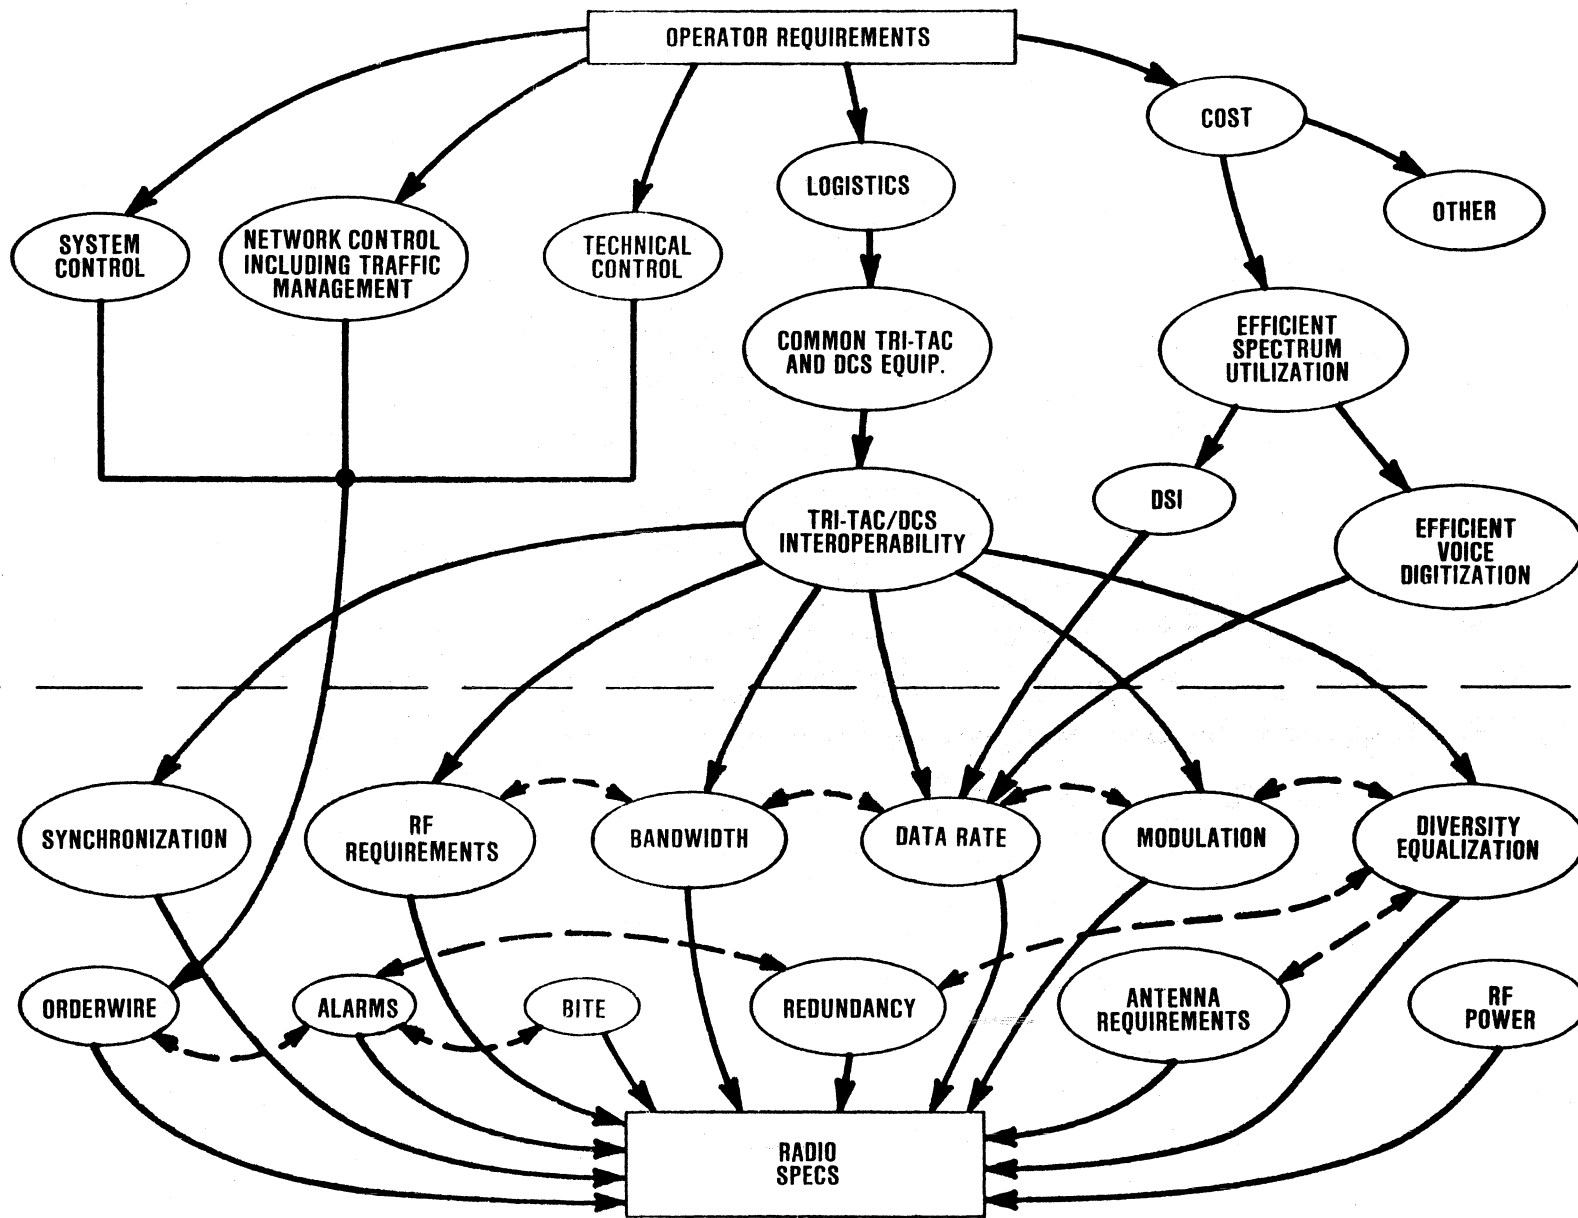 OPERATOR REQUIREMENTS
COST
LOGISTICS
OTHER
SYSTEM
CONTROL
NETWORK CONTROL
INCLUDING TRAFFIC
MANAGEMENT
TECHNICAL
CONTROL
COMMON TRI-TAC
AND DCS EQUIP.
EFFICIENT
SPECTRUM
UTILIZATION
DSI
TRI-TAC/DCS
INTEROPERABILITY
EFFICIENT
VOICE
DIGITIZATION
SYNCHRONIZATION
RF
REQUIREMENTS
BANDWIDTH
DATA RATE
MODULATION
DIVERSITY
EQUALIZATION
ORDERWIRE
ALARMS
BITE
REDUNDANCY
ANTENNA
REQUIREMENTS
RF
POWER
RADIO
SPECS